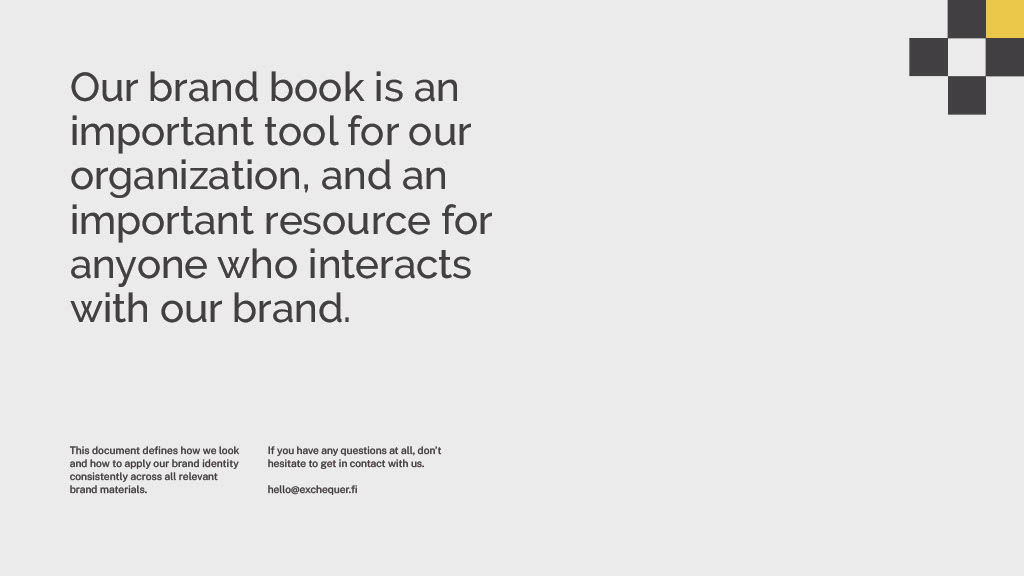 Our brand book is an
important tool for our
organization, and an
important resource for
anyone who interacts
with our brand.
This document defines how we look
and how to apply our brand identity
consistently across all relevant
brand materials.
If you have any questions at all, don’t
hesitate to get in contact with us.
hello@exchequer.fi